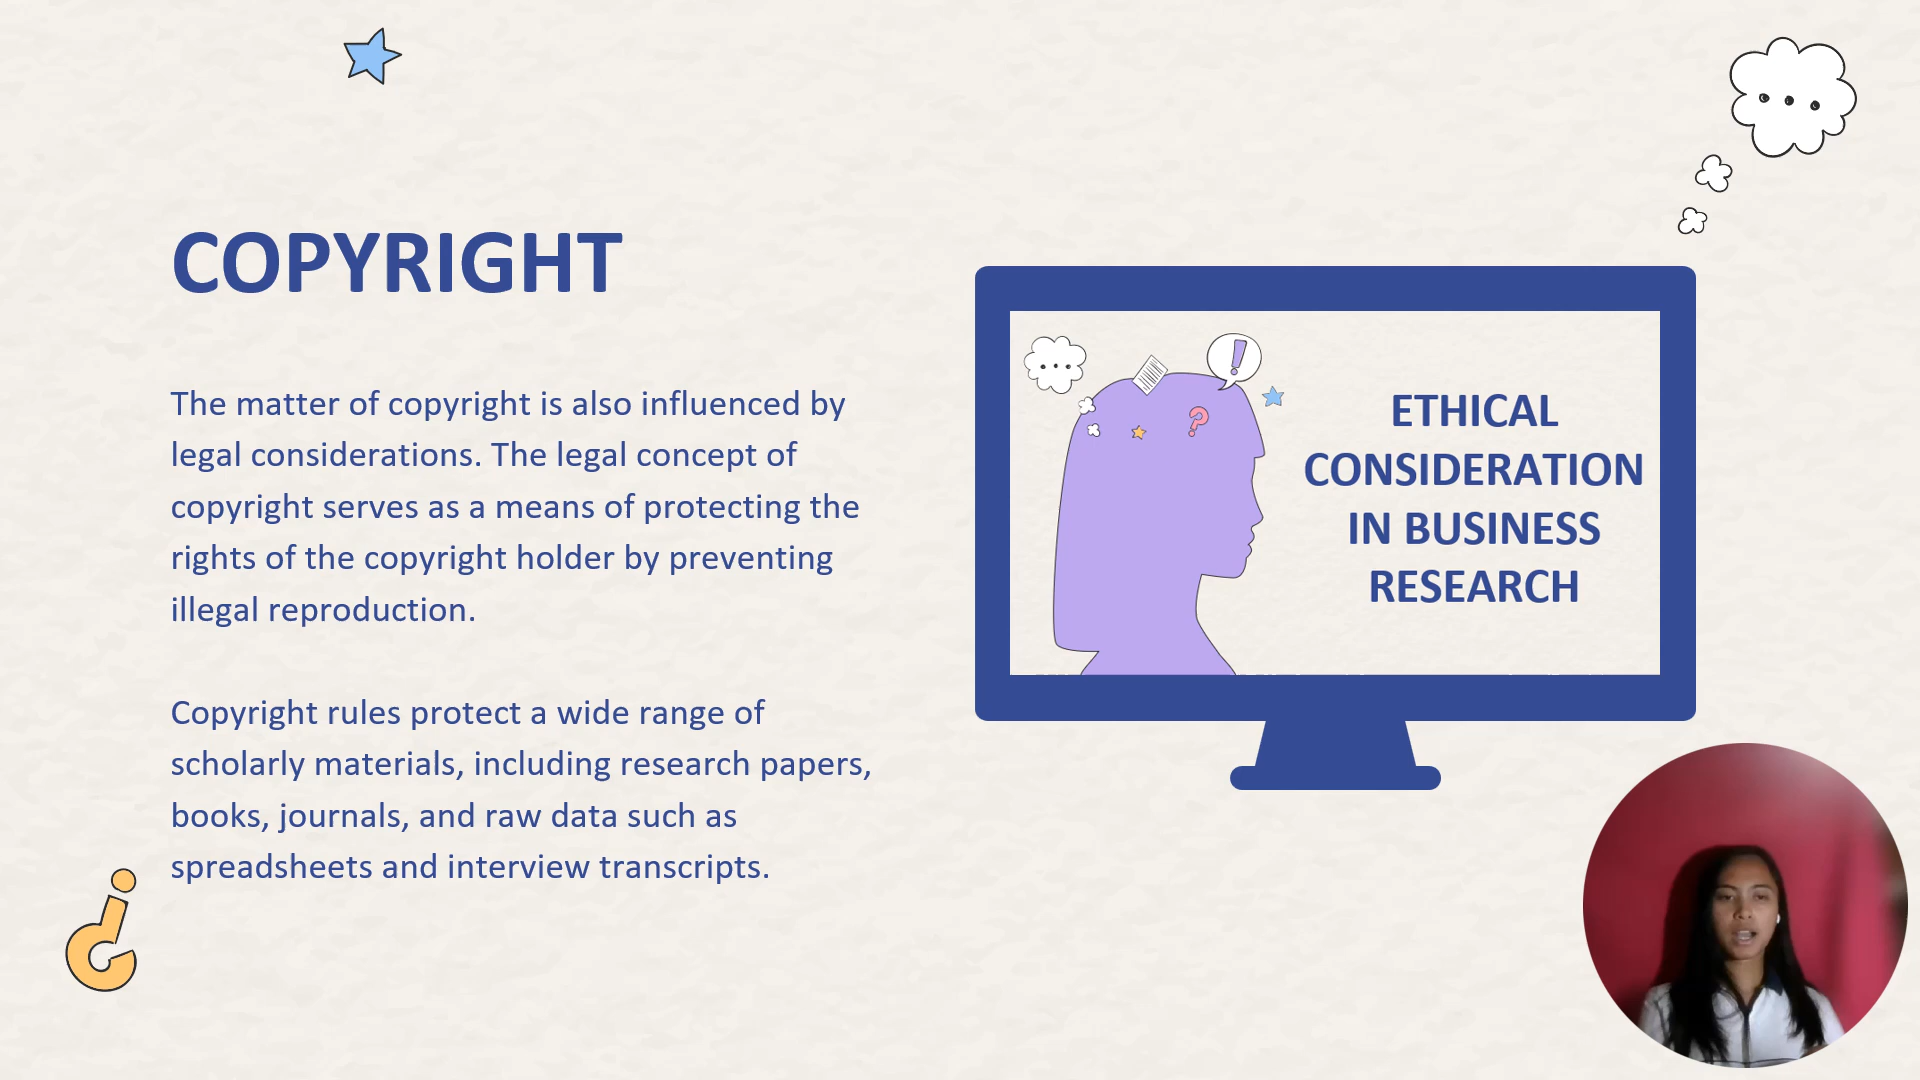 COPYRIGHT
The matter of copyright is also influenced by
legal considerations. The legal concept of
copyright serves as a means of protecting the
rights of the copyright holder by preventing
illegal reproduction.
Copyright rules protect a wide range of
scholarly materials, including research papers,
books, journals, and raw data such as
spreadsheets and interview transcripts.
ETHICAL
CONSIDERATION
IN BUSINESS
RESEARCH